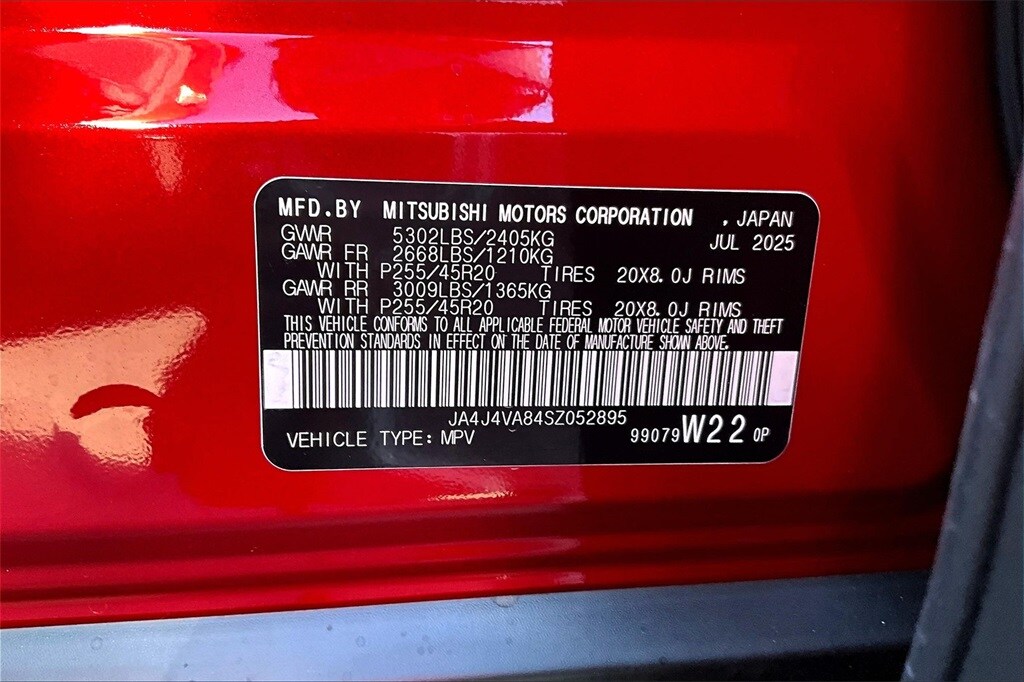 MFD.BY MITSUBISHI MOTORS CORPORATION , JAPAN
GVWR 5302LBS/2405KG JUL 2025
GAWR FR 2668LBS/1210KG
WITH P255/45R20 TIRES 20X8.0J RIMS
GAWR RR 3009LBS/1365KG
WITH P255/45R20 TIRES 20X8.0J RIMS
THIS VEHICLE CONFORMS TO ALL APPLICABLE FEDERAL MOTOR VEHICLE SAFETY AND THEFT
PREVENTION STANDARDS IN EFFECT ON THE DATE OF MANUFACTURE SHOWN ABOVE.
JA4J4VA84SZ052895
VEHICLE TYPE: MPV 99079 W22 0P